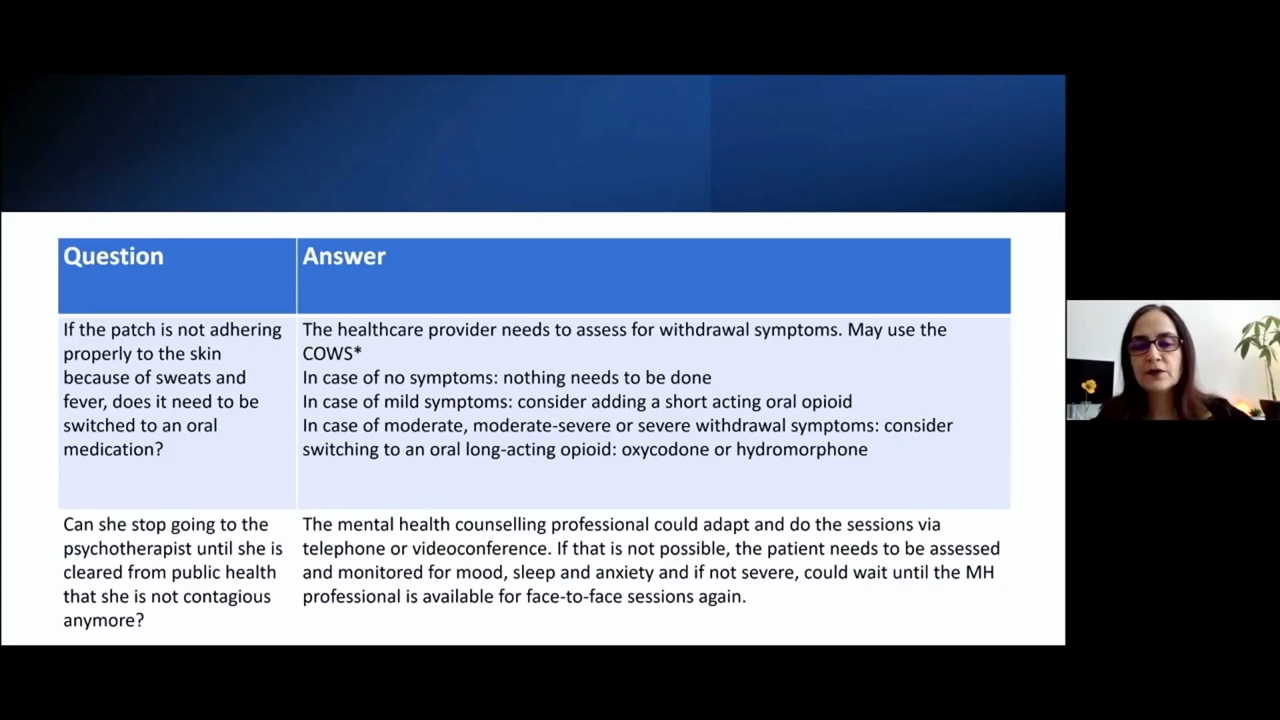 Question
Answer
If the patch is not adhering
properly to the skin
because of sweats and
fever, does it need to be
switched to an oral
medication?
The healthcare provider needs to assess for withdrawal symptoms. May use the
COWS*
In case of no symptoms: nothing needs to be done
In case of mild symptoms: consider adding a short acting oral opioid
In case of moderate, moderate-severe or severe withdrawal symptoms: consider
switching to an oral long-acting opioid: oxycodone or hydromorphone
Can she stop going to the
psychotherapist until she is
cleared from public health
that she is not contagious
anymore?
The mental health counselling professional could adapt and do the sessions via
telephone or videoconference. If that is not possible, the patient needs to be assessed
and monitored for mood, sleep and anxiety and if not severe, could wait until the MH
professional is available for face-to-face sessions again.